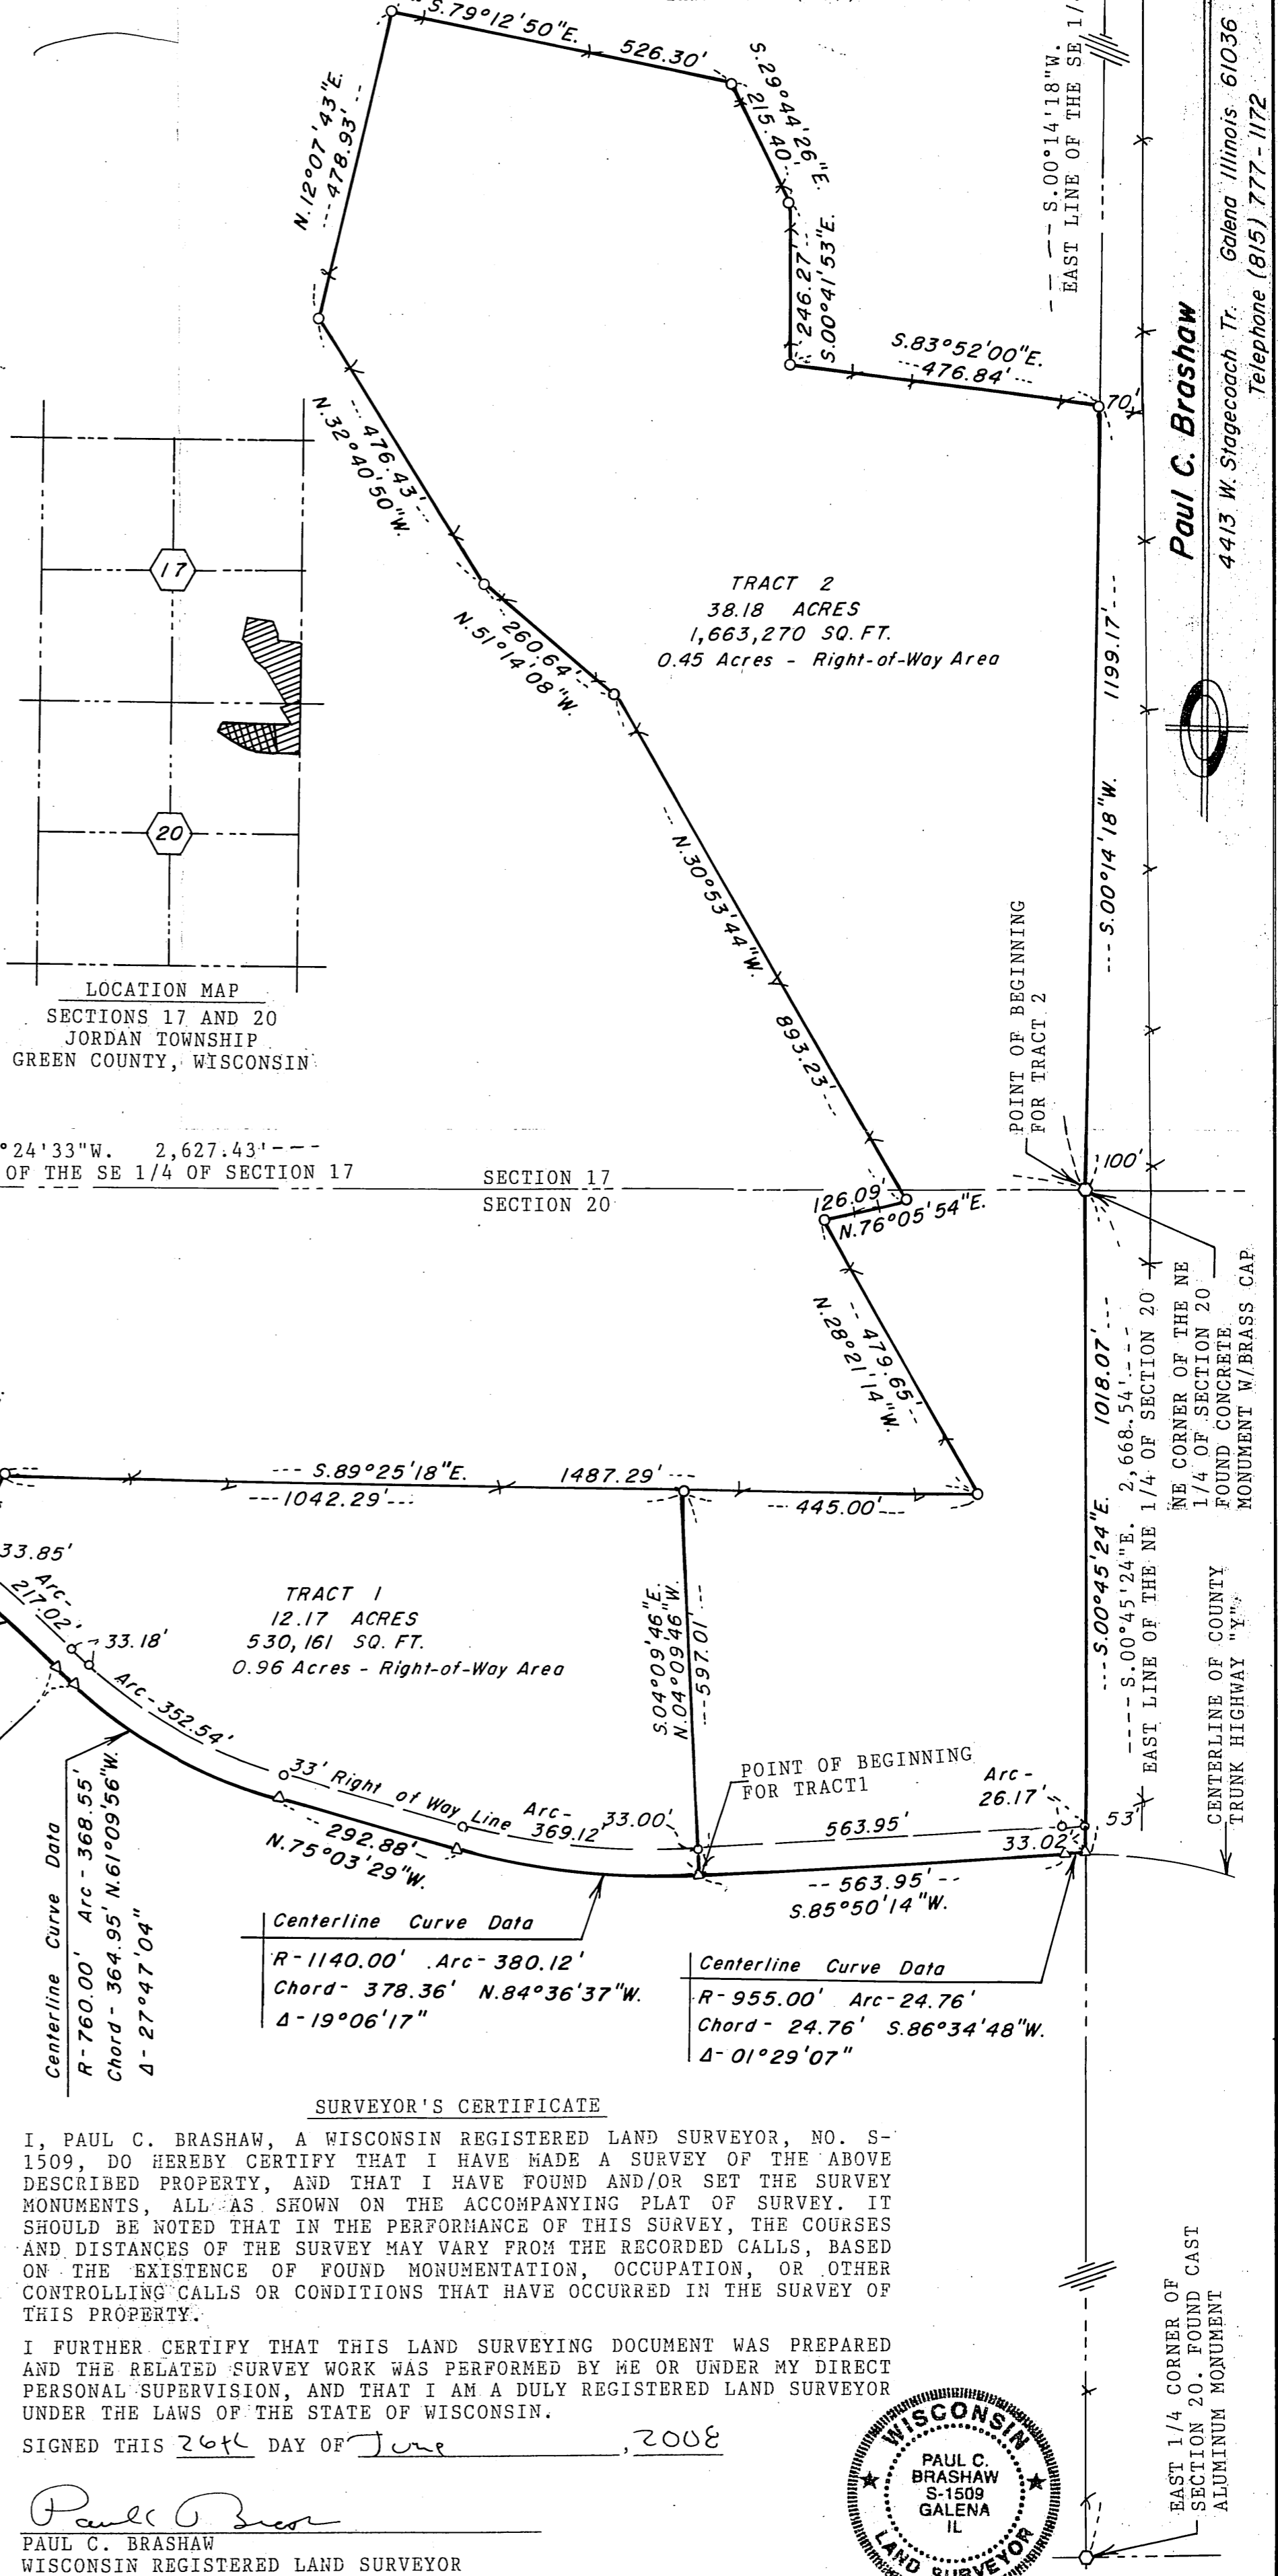 S.79°12'50"E.
526.30'
S.29°44'26"E.
215.40'
N.12°07'43"E.
--- 478.93' --
246.27'
S.00°41'53"E.
---- S.00°14'18"W.
EAST LINE OF THE SE 1/
S.83°52'00"E.
---476.84'---
70'
Paul C. Brashaw
4413 W. Stagecoach Tr. Galena Illinois 61036
Telephone (815) 777-1172
---476.43'--
N.32°40'50"W.
17
20
LOCATION MAP
SECTIONS 17 AND 20
JORDAN TOWNSHIP
GREEN COUNTY, WISCONSIN
TRACT 2
38.18 ACRES
1,663,270 SQ. FT.
0.45 Acres - Right-of-Way Area
260.64'
N.51°14'08"W.
1199.17'---
--- S.00°14'18"W.
--- N.30°53'44"W.
893.23'---
POINT OF BEGINNING
FOR TRACT 2
°24'33"W. 2,627.43'---
OF THE SE 1/4 OF SECTION 17
SECTION 17
SECTION 20
100'
126.09'
N.76°05'54"E.
-- 479.65'--
N.28°21'14"W.
NE CORNER OF THE NE
1/4 OF SECTION 20
FOUND CONCRETE
MONUMENT W/BRASS CAP
---S.00°45'24"E. 1018.07'---
---- S.00°45'24"E. 2,668.54'----
EAST LINE OF THE NE 1/4 OF SECTION 20
--- S.89°25'18"E. 1487.29' ---
---1042.29'---
--- 445.00'---
33.85'
Arc-
217.02'
33.18'
Arc-352.54'
TRACT 1
12.17 ACRES
530,161 SQ. FT.
0.96 Acres - Right-of-Way Area
S.04°09'46"E.
N.04°09'46"W.
---597.01'---
CENTERLINE OF COUNTY
TRUNK HIGHWAY "Y"
POINT OF BEGINNING
FOR TRACT1
33' Right of Way Line
Arc-
369.12'
33.00'
563.95'
Arc-
26.17'
53'
33.02'
-- 292.88'-
N.75°03'29"W.
-- 563.95' --
S.85°50'14"W.
Centerline Curve Data
R-760.00' Arc-368.55'
Chord-364.95' N.61°09'56"W.
Δ-27°47'04"
Centerline Curve Data
R-1140.00' Arc-380.12'
Chord- 378.36' N.84°36'37"W.
Δ-19°06'17"
Centerline Curve Data
R-955.00' Arc-24.76'
Chord- 24.76' S.86°34'48"W.
Δ-01°29'07"
SURVEYOR'S CERTIFICATE
I, PAUL C. BRASHAW, A WISCONSIN REGISTERED LAND SURVEYOR, NO. S-
1509, DO HEREBY CERTIFY THAT I HAVE MADE A SURVEY OF THE ABOVE
DESCRIBED PROPERTY, AND THAT I HAVE FOUND AND/OR SET THE SURVEY
MONUMENTS, ALL AS SHOWN ON THE ACCOMPANYING PLAT OF SURVEY. IT
SHOULD BE NOTED THAT IN THE PERFORMANCE OF THIS SURVEY, THE COURSES
AND DISTANCES OF THE SURVEY MAY VARY FROM THE RECORDED CALLS, BASED
ON THE EXISTENCE OF FOUND MONUMENTATION, OCCUPATION, OR OTHER
CONTROLLING CALLS OR CONDITIONS THAT HAVE OCCURRED IN THE SURVEY OF
THIS PROPERTY.
I FURTHER CERTIFY THAT THIS LAND SURVEYING DOCUMENT WAS PREPARED
AND THE RELATED SURVEY WORK WAS PERFORMED BY ME OR UNDER MY DIRECT
PERSONAL SUPERVISION, AND THAT I AM A DULY REGISTERED LAND SURVEYOR
UNDER THE LAWS OF THE STATE OF WISCONSIN.
SIGNED THIS 26th DAY OF June, 2008
PAUL C. BRASHAW
WISCONSIN REGISTERED LAND SURVEYOR
WISCONSIN
PAUL C.
BRASHAW
S-1509
GALENA
IL
LAND SURVEYOR
EAST 1/4 CORNER OF
SECTION 20. FOUND CAST
ALUMINUM MONUMENT